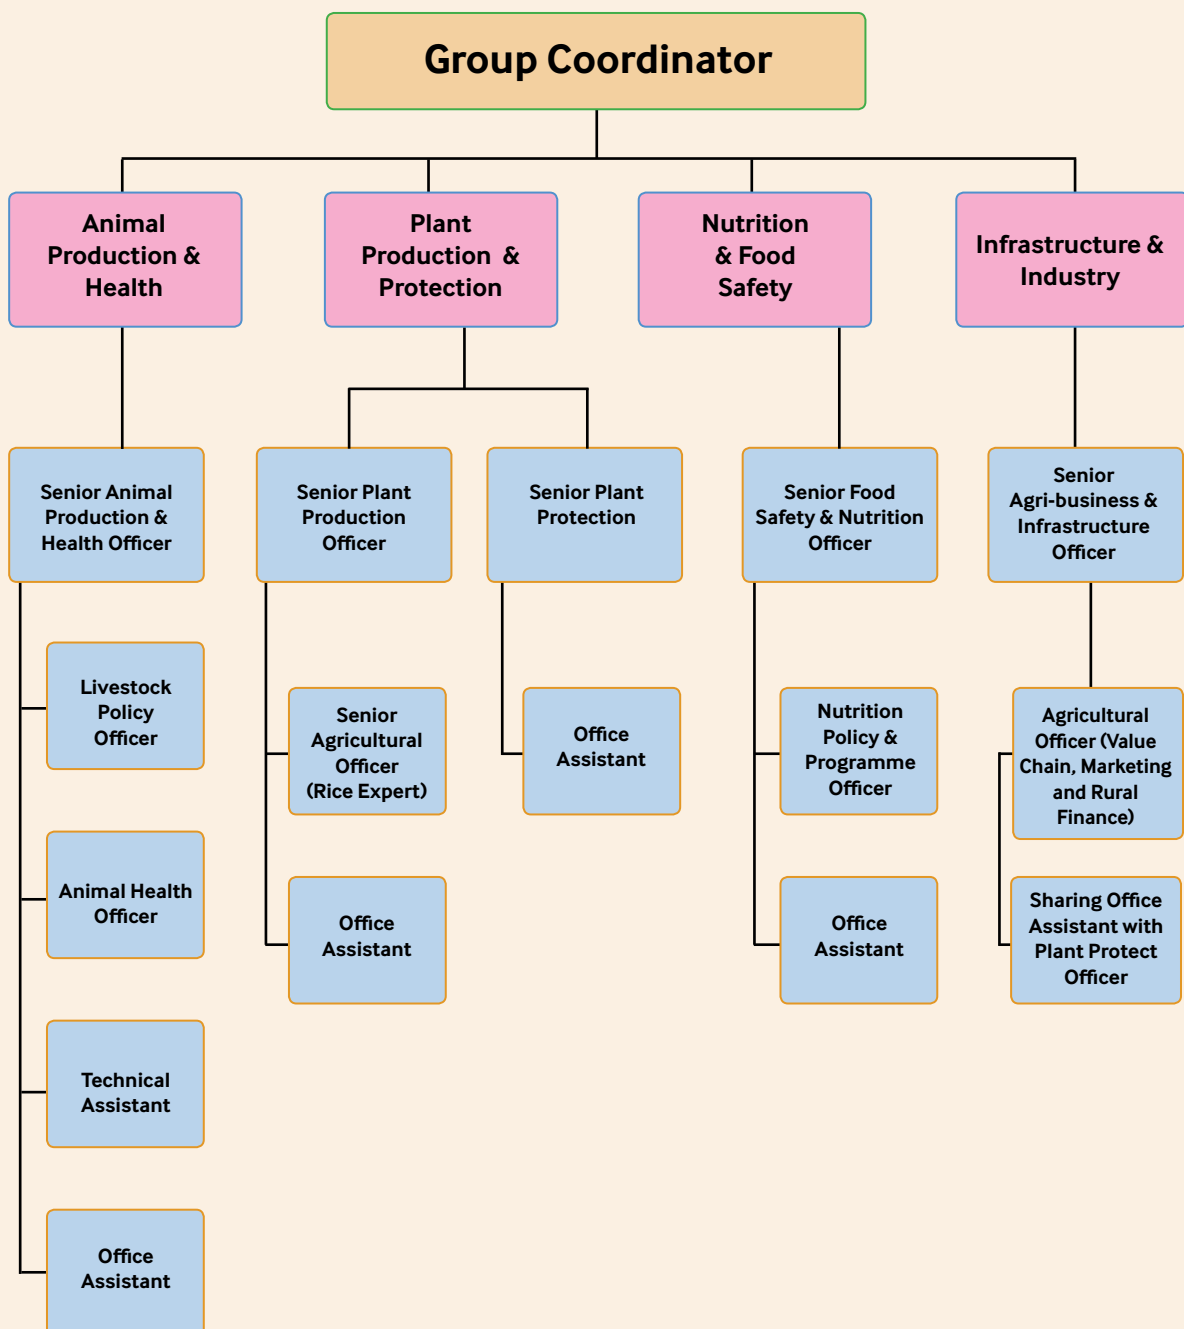 Group Coordinator
Animal
Production &
Health
Plant
Production &
Protection
Nutrition
& Food
Safety
Infrastructure &
Industry
Senior Animal
Production &
Health Officer
Senior Plant
Production
Officer
Senior Plant
Protection
Senior Food
Safety & Nutrition
Officer
Senior
Agri-business &
Infrastructure
Officer
Livestock
Policy
Officer
Senior
Agricultural
Officer
(Rice Expert)
Office
Assistant
Nutrition
Policy &
Programme
Officer
Agricultural
Officer (Value
Chain, Marketing
and Rural
Finance)
Animal Health
Officer
Office
Assistant
Office
Assistant
Sharing Office
Assistant with
Plant Protect
Officer
Technical
Assistant
Office
Assistant